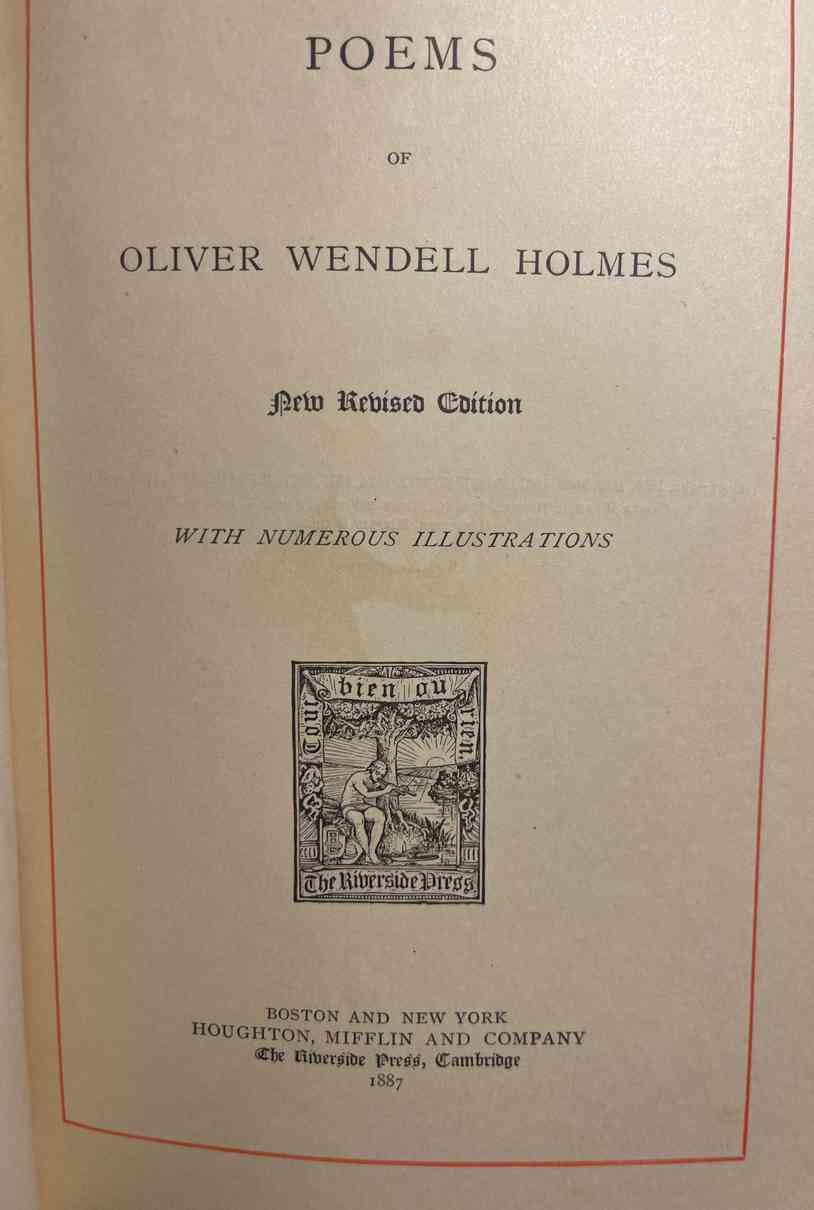 POEMS
OF
OLIVER WENDELL HOLMES
New Revised Edition
WITH NUMEROUS ILLUSTRATIONS
Tout bien ou rien.
The Riverside Press
BOSTON AND NEW YORK
HOUGHTON, MIFFLIN AND COMPANY
The Riverside Press, Cambridge
1887